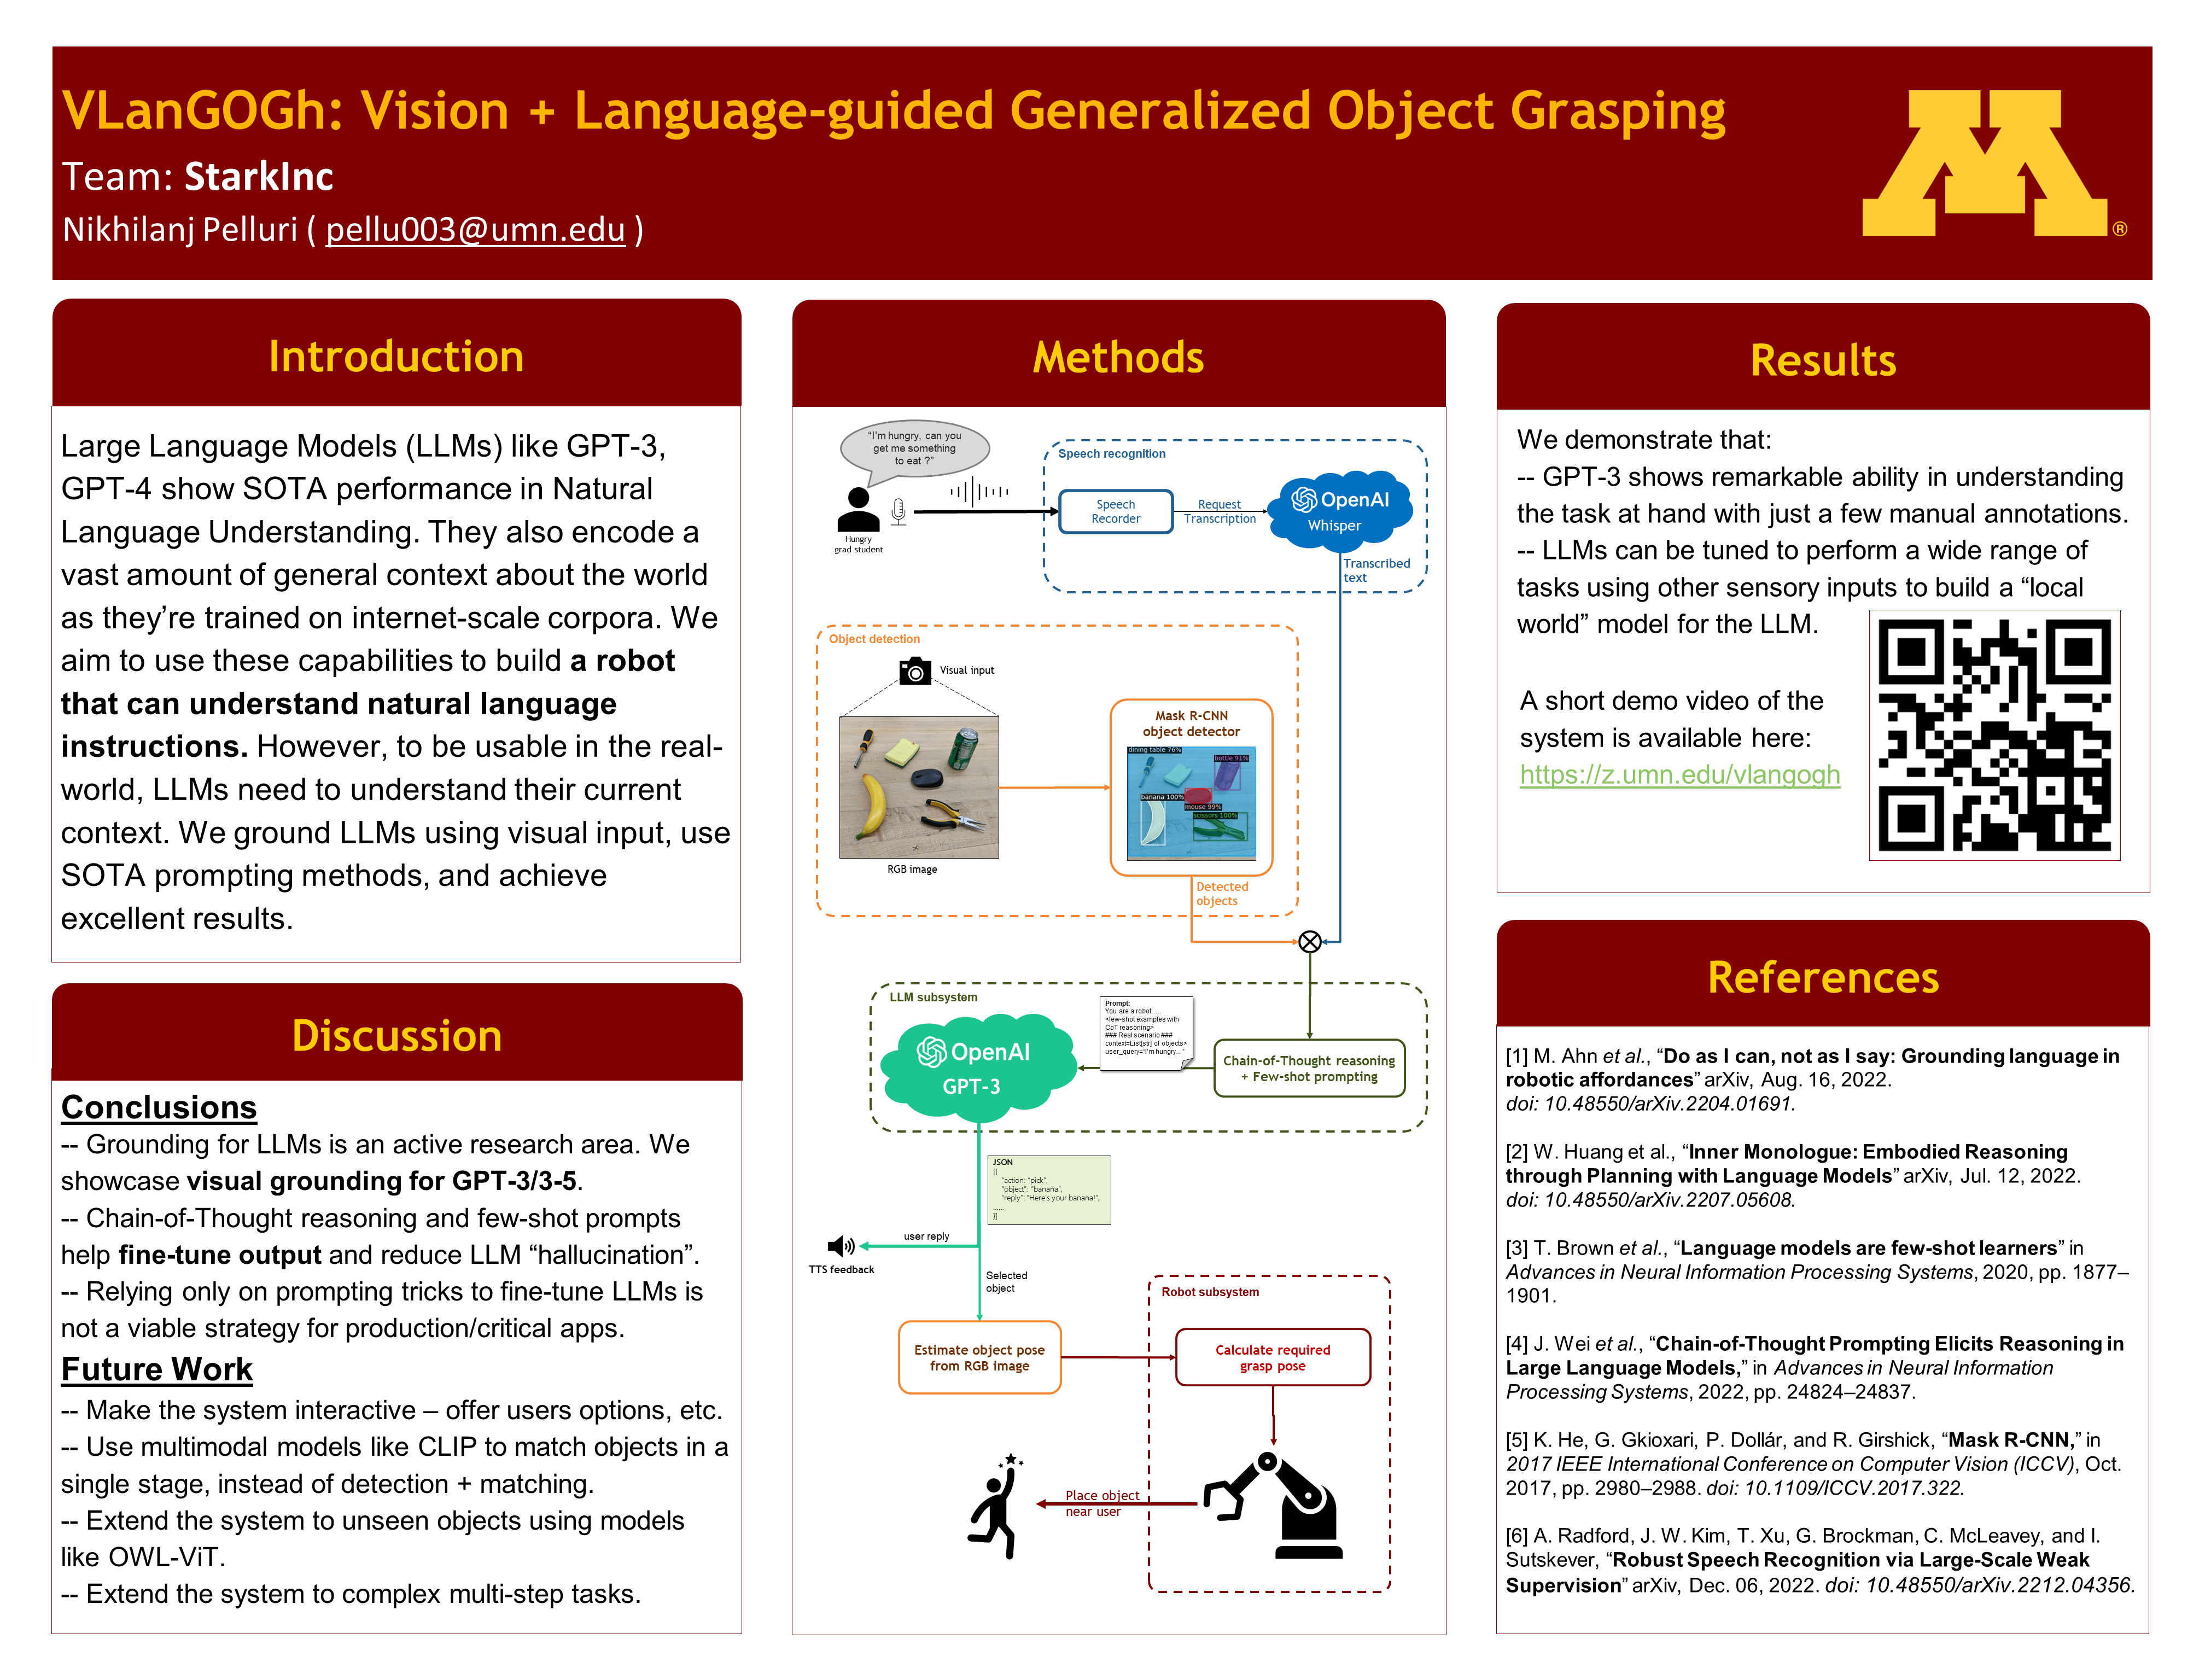 VLanGOGh: Vision + Language-guided Generalized Object Grasping
Team: StarkInc
Nikhilanj Pelluri ( pellu003@umn.edu )
®
Introduction
Large Language Models (LLMs) like GPT-3,
GPT-4 show SOTA performance in Natural
Language Understanding. They also encode a
vast amount of general context about the world
as they’re trained on internet-scale corpora. We
aim to use these capabilities to build a robot
that can understand natural language
instructions. However, to be usable in the real-
world, LLMs need to understand their current
context. We ground LLMs using visual input, use
SOTA prompting methods, and achieve
excellent results.
Discussion
Conclusions
-- Grounding for LLMs is an active research area. We
showcase visual grounding for GPT-3/3-5.
-- Chain-of-Thought reasoning and few-shot prompts
help fine-tune output and reduce LLM “hallucination”.
-- Relying only on prompting tricks to fine-tune LLMs is
not a viable strategy for production/critical apps.
Future Work
-- Make the system interactive – offer users options, etc.
-- Use multimodal models like CLIP to match objects in a
single stage, instead of detection + matching.
-- Extend the system to unseen objects using models
like OWL-ViT.
-- Extend the system to complex multi-step tasks.
Methods
“I’m hungry, can you
get me something
to eat ?”
Hungry
grad student
Speech recognition
Speech
Recorder
Request
Transcription
OpenAI
Whisper
Transcribed
text
Object detection
Visual input
RGB image
Mask R-CNN
object detector
dining table 76%
bottle 91%
banana 100%
mouse 99%
scissors 100%
Detected
objects
LLM subsystem
OpenAI
GPT-3
Prompt:
You are a robot.....
<few-shot examples with
CoT reasoning>
### Real scenario ###
context=List[str] of objects>
user_query=“I’m hungry…”
Chain-of-Thought reasoning
+ Few-shot prompting
JSON
[{
"action: "pick",
"object": "banana",
"reply": "Here's your banana!",
......
}]
user reply
TTS feedback
Selected
object
Estimate object pose
from RGB image
Robot subsystem
Calculate required
grasp pose
Place object
near user
Results
We demonstrate that:
-- GPT-3 shows remarkable ability in understanding
the task at hand with just a few manual annotations.
-- LLMs can be tuned to perform a wide range of
tasks using other sensory inputs to build a “local
world” model for the LLM.
A short demo video of the
system is available here:
https://z.umn.edu/vlangogh
References
[1] M. Ahn et al., “Do as I can, not as I say: Grounding language in
robotic affordances” arXiv, Aug. 16, 2022.
doi: 10.48550/arXiv.2204.01691.
[2] W. Huang et al., “Inner Monologue: Embodied Reasoning
through Planning with Language Models” arXiv, Jul. 12, 2022.
doi: 10.48550/arXiv.2207.05608.
[3] T. Brown et al., “Language models are few-shot learners” in
Advances in Neural Information Processing Systems, 2020, pp. 1877–
1901.
[4] J. Wei et al., “Chain-of-Thought Prompting Elicits Reasoning in
Large Language Models,” in Advances in Neural Information
Processing Systems, 2022, pp. 24824–24837.
[5] K. He, G. Gkioxari, P. Dollár, and R. Girshick, “Mask R-CNN,” in
2017 IEEE International Conference on Computer Vision (ICCV), Oct.
2017, pp. 2980–2988. doi: 10.1109/ICCV.2017.322.
[6] A. Radford, J. W. Kim, T. Xu, G. Brockman, C. McLeavey, and I.
Sutskever, “Robust Speech Recognition via Large-Scale Weak
Supervision” arXiv, Dec. 06, 2022. doi: 10.48550/arXiv.2212.04356.